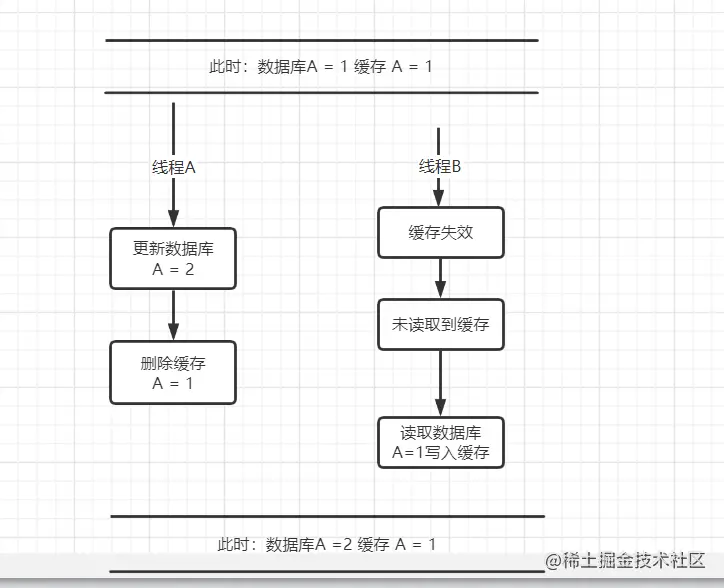 此时：数据库A = 1 缓存 A = 1
线程A
线程B
更新数据库
A = 2
缓存失效
未读取到缓存
删除缓存
A = 1
读取数据库
A=1写入缓存
此时：数据库A =2 缓存 A = 1
@稀土掘金技术社区